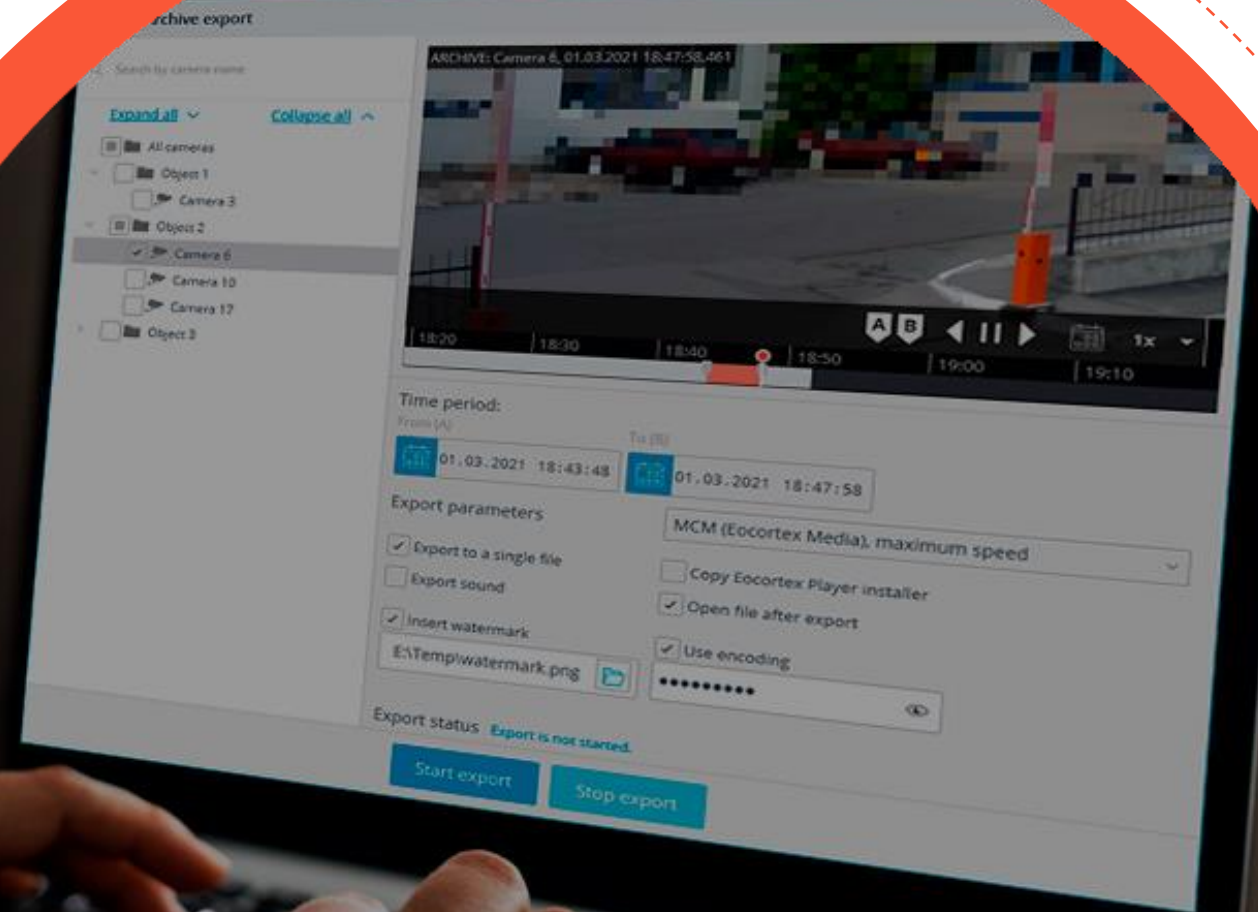 rchive export
Search by camera name
Expand all
Collapse all
All cameras
Object 1
Camera 3
Object 2
Camera 6
Camera 10
Camera 17
Object 3
ARCHIVE: Camera 6, 01.03.2021 18:47:58.461
A B 1x
18:20 18:30 18:40 18:50 19:00 19:10
Time period:
From (A) To (B)
01.03.2021 18:43:48 01.03.2021 18:47:58
Export parameters
MCM (Eocortex Media), maximum speed
Export to a single file
Copy Eocortex Player installer
Export sound
Open file after export
Insert watermark
Use encoding
E:\Temp\watermark.png
•••••••••
Export status Export is not started.
Start export Stop export